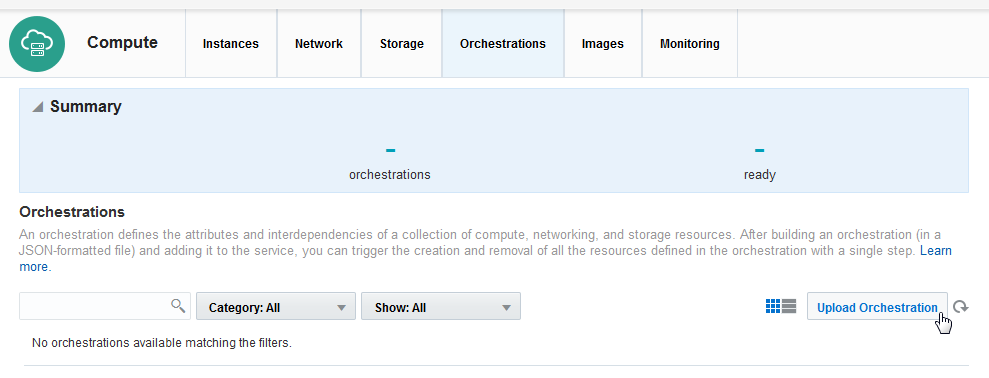 Compute Instances Network Storage Orchestrations Images Monitoring
Summary
- -
orchestrations ready
Orchestrations
An orchestration defines the attributes and interdependencies of a collection of compute, networking, and storage resources. After building an orchestration (in a
JSON-formatted file) and adding it to the service, you can trigger the creation and removal of all the resources defined in the orchestration with a single step. Learn
more.
Category: All Show: All Upload Orchestration
No orchestrations available matching the filters.